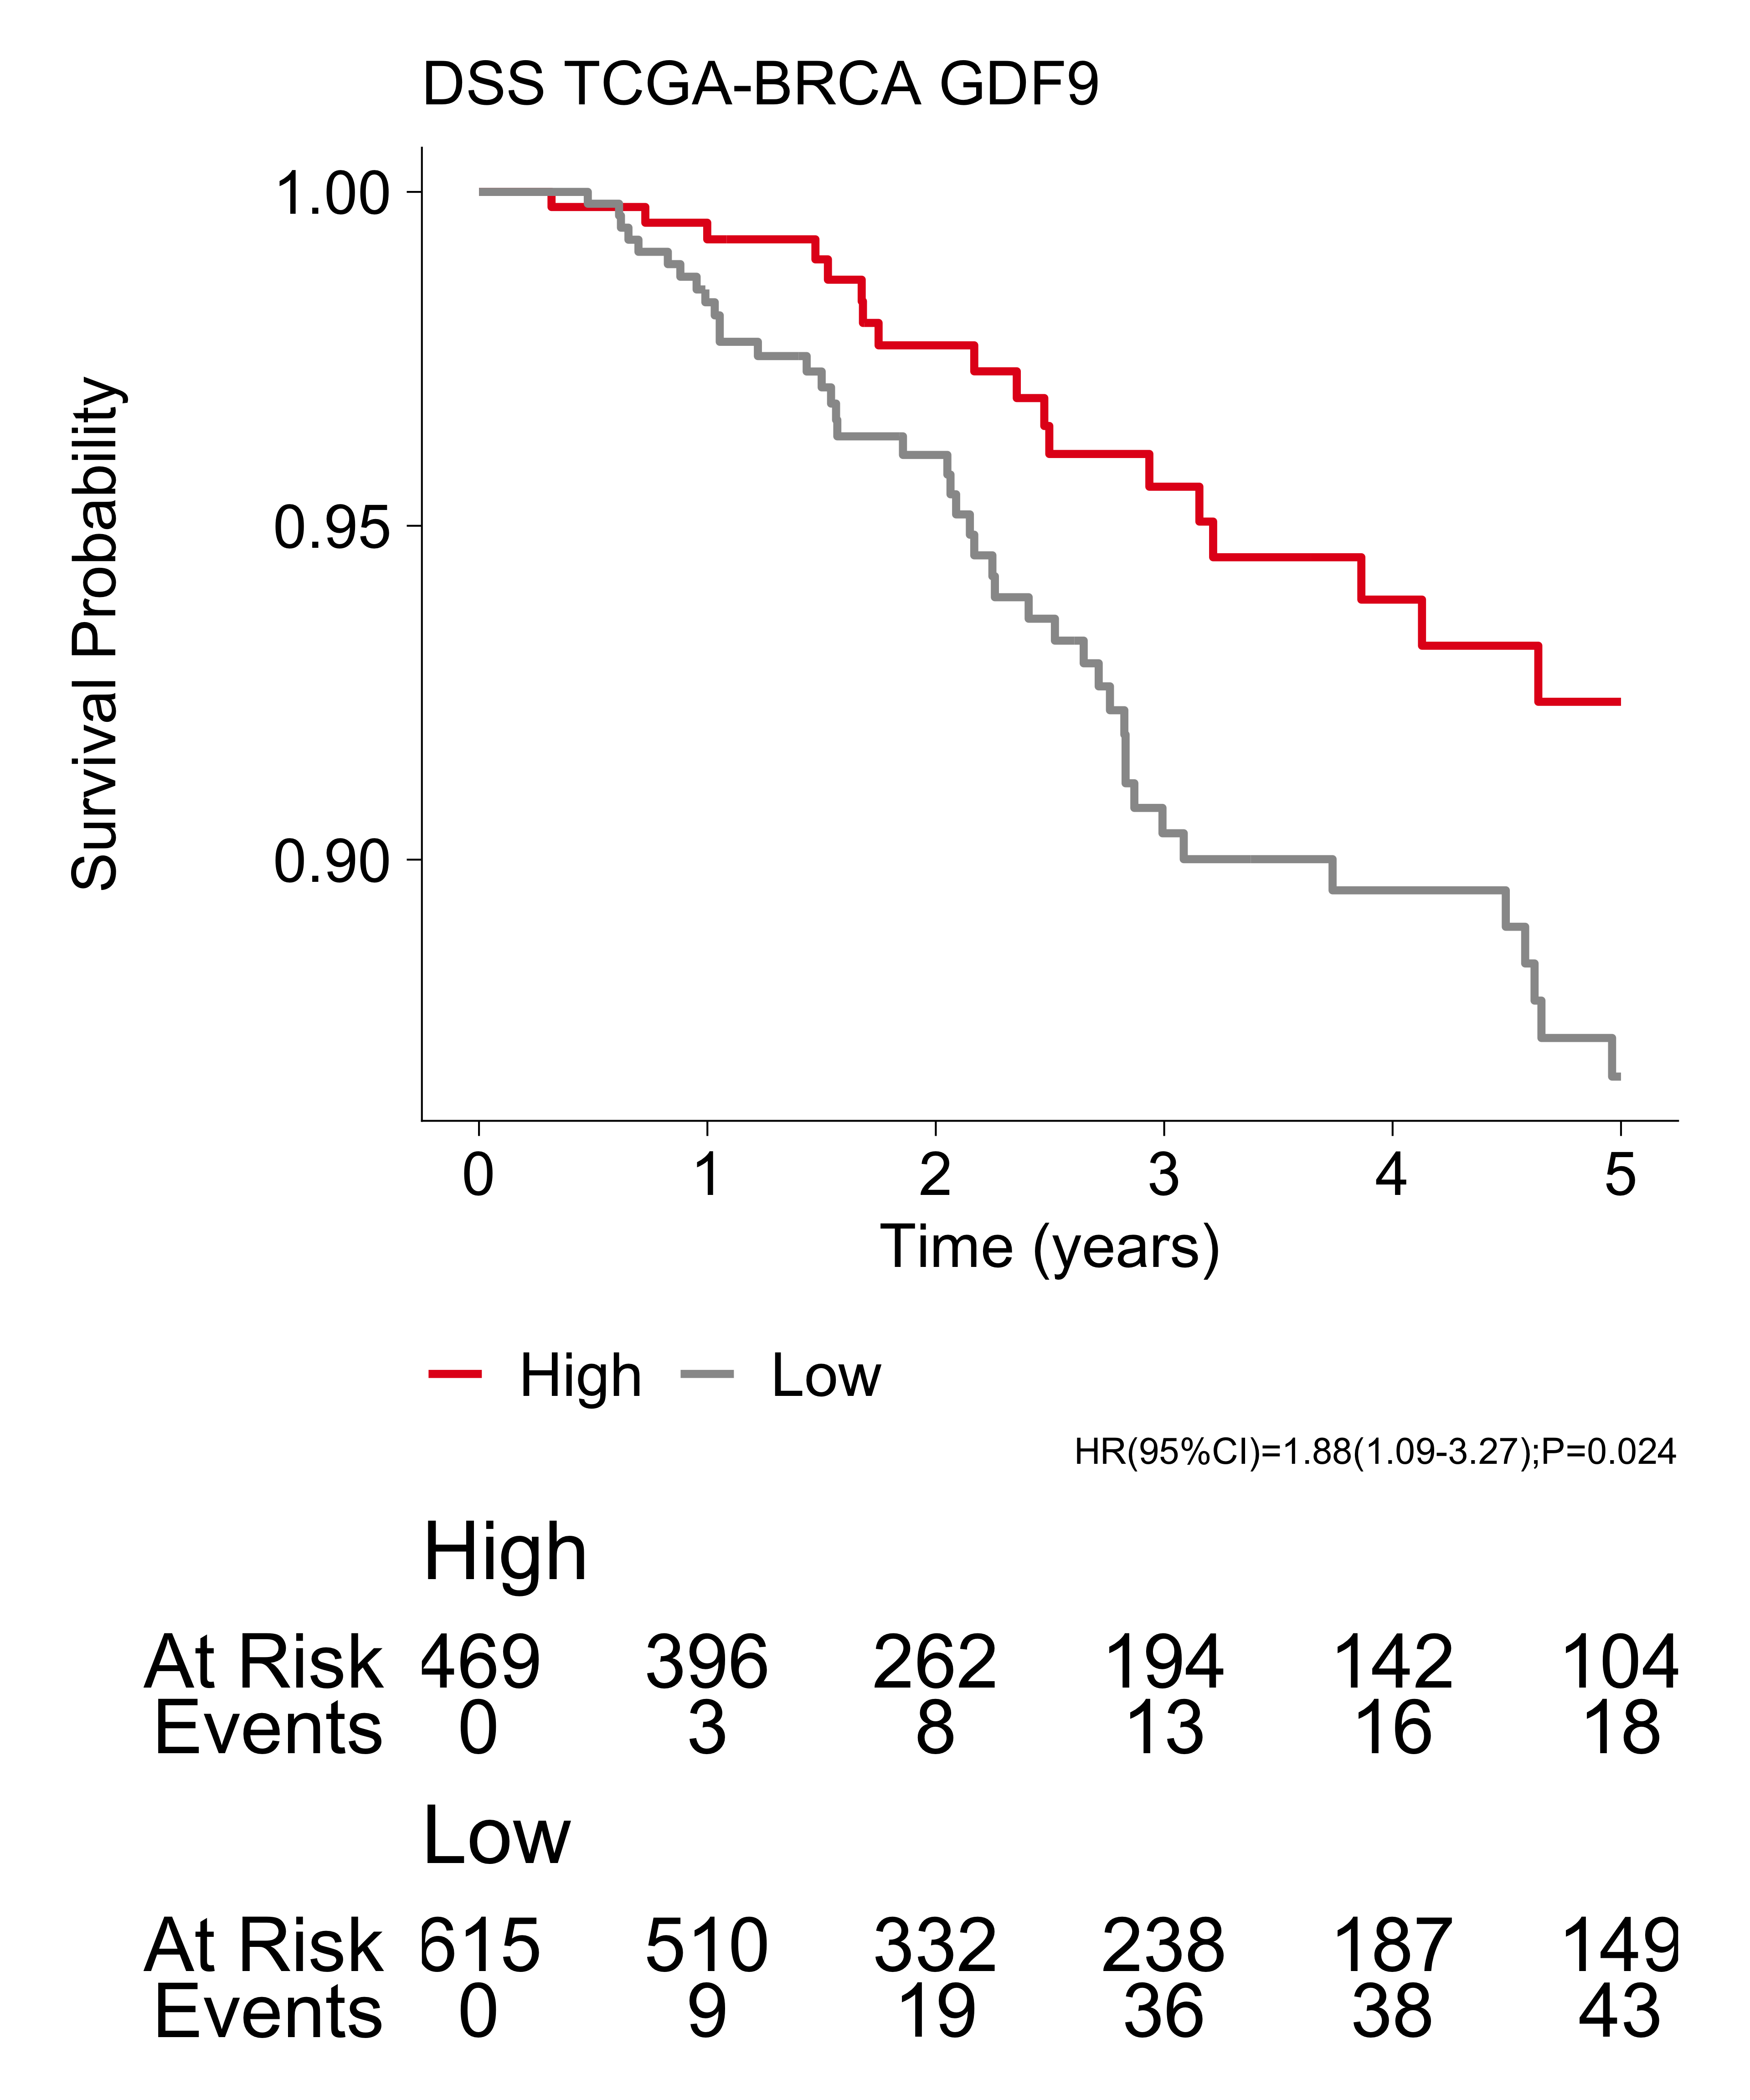 DSS TCGA-BRCA GDF9
Survival Probability
1.00
0.95
0.90
0 1 2 3 4 5
Time (years)
High Low
HR(95%CI)=1.88(1.09-3.27);P=0.024
High
At Risk 469 396 262 194 142 104
Events 0 3 8 13 16 18
Low
At Risk 615 510 332 238 187 149
Events 0 9 19 36 38 43